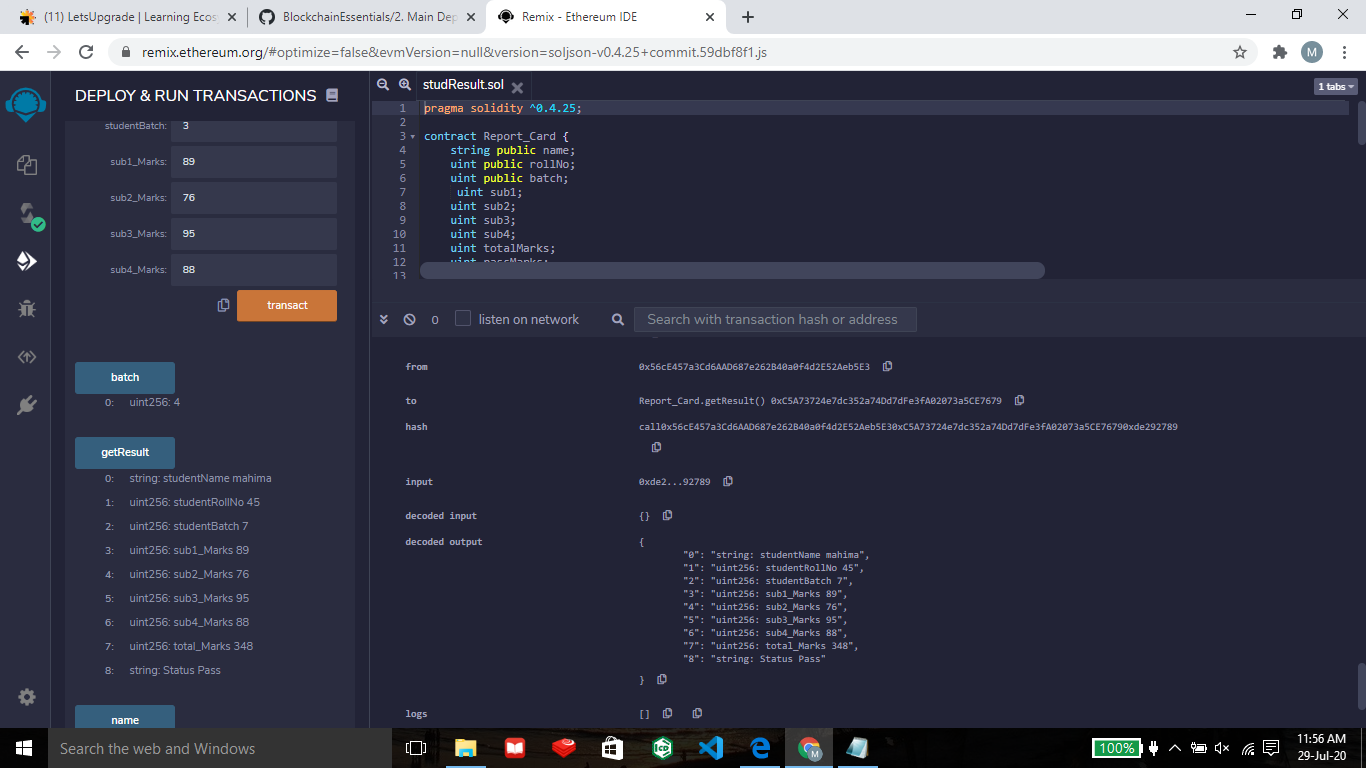 (11) LetsUpgrade | Learning Ecos
BlockchainEssentials/2. Main Dep
Remix - Ethereum IDE
remix.ethereum.org/#optimize=false&evmVersion=null&version=soljson-v0.4.25+commit.59dbf8f1.js
M
DEPLOY & RUN TRANSACTIONS
studentBatch: 3
sub1_Marks: 89
sub2_Marks: 76
sub3_Marks: 95
sub4_Marks: 88
transact
batch
0: uint256: 4
getResult
0: string: studentName mahima
1: uint256: studentRollNo 45
2: uint256: studentBatch 7
3: uint256: sub1_Marks 89
4: uint256: sub2_Marks 76
5: uint256: sub3_Marks 95
6: uint256: sub4_Marks 88
7: uint256: total_Marks 348
8: string: Status Pass
name
studResult.sol
1 tabs
1 pragma solidity ^0.4.25;
2
3 contract Report_Card {
4 string public name;
5 uint public rollNo;
6 uint public batch;
7 uint sub1;
8 uint sub2;
9 uint sub3;
10 uint sub4;
11 uint totalMarks;
12 uint passMarks;
13
0 listen on network Search with transaction hash or address
from 0x56cE457a3Cd6AAD687e262B40a0f4d2E52Aeb5E3
to Report_Card.getResult() 0xC5A73724e7dc352a74Dd7dFe3fA02073a5CE7679
hash call0x56cE457a3Cd6AAD687e262B40a0f4d2E52Aeb5E30xC5A73724e7dc352a74Dd7dFe3fA02073a5CE76790xde292789
input 0xde2...92789
decoded input {}
decoded output {
"0": "string: studentName mahima",
"1": "uint256: studentRollNo 45",
"2": "uint256: studentBatch 7",
"3": "uint256: sub1_Marks 89",
"4": "uint256: sub2_Marks 76",
"5": "uint256: sub3_Marks 95",
"6": "uint256: sub4_Marks 88",
"7": "uint256: total_Marks 348",
"8": "string: Status Pass"
}
logs []
Search the web and Windows
100%
11:56 AM
29-Jul-20